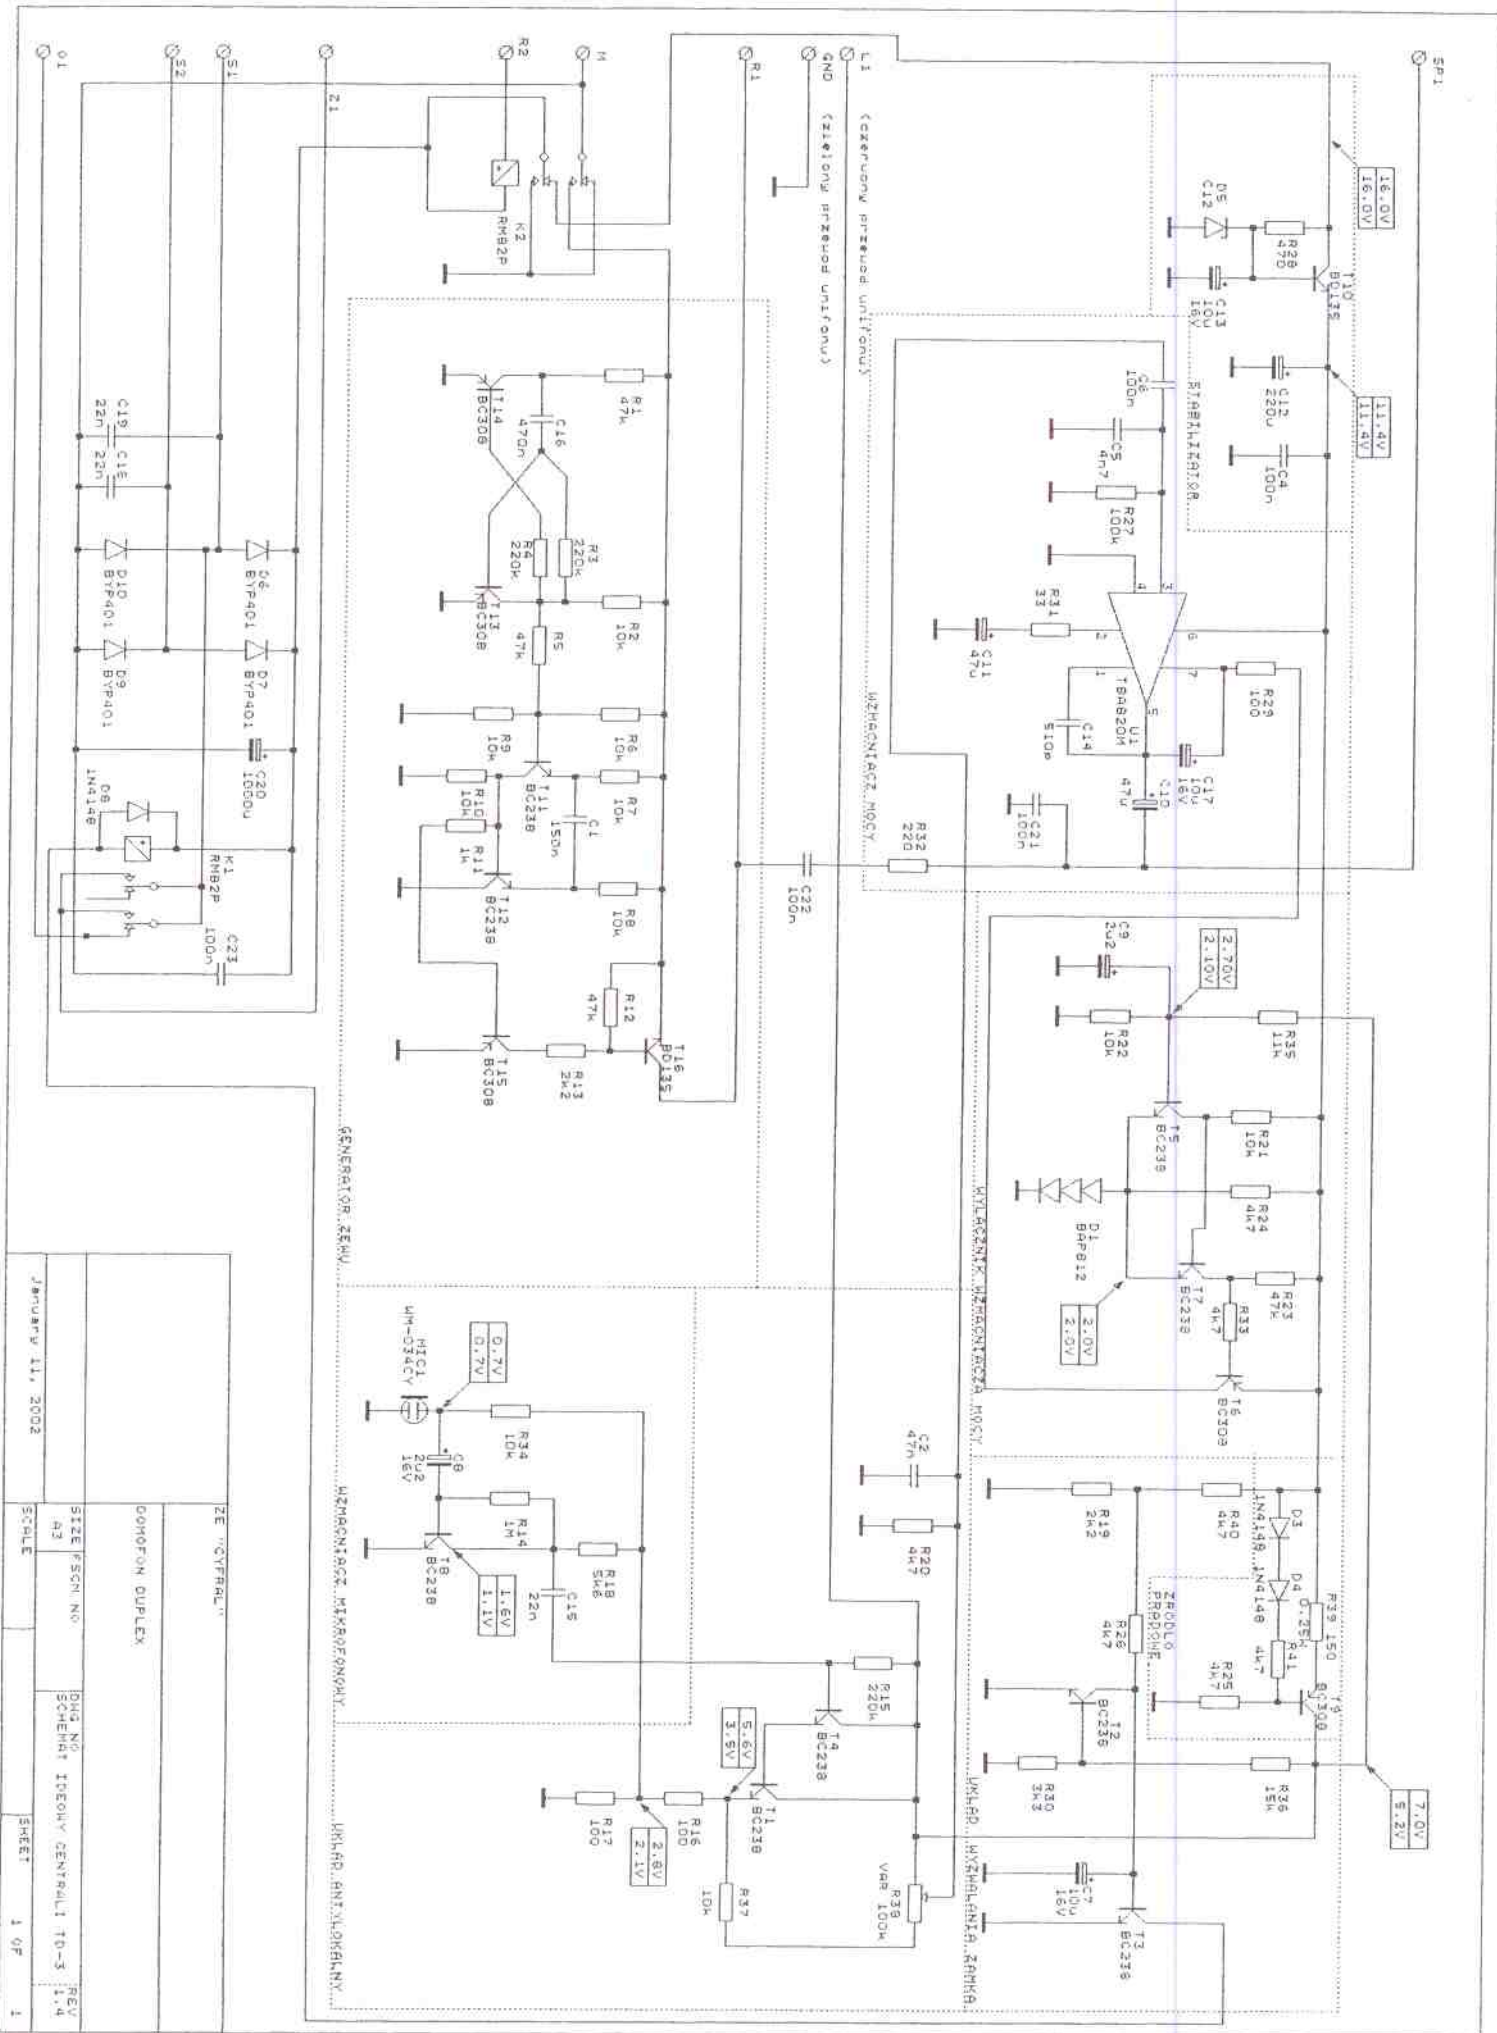 SP1
16.0V
16.0V
11.4V
11.4V
T10
BD135
R28
470
D5
C12
C13
10u
16V
C12
220u
C4
100n
STABILIZATOR
L1 (czerwony przewod unifonu)
GND (zielony przewod unifonu)
R1
M
R2
Z1
S1
S2
O1
K2
RM82P
C6
100n
C5
4n7
R27
100k
3
4
2
6
7
1
5
U1
TBA820M
R31
33
C11
47u
R29
100
C14
510p
C17
10u
16V
C10
47u
C21
100n
R32
220
C22
100n
WZMACNIACZ MOCY
2.70V
2.10V
C9
2u2
R22
10k
R35
11k
T5
BC238
R21
10k
R24
4k7
D1
BAP812
T7
BC238
R23
47k
R33
4k7
2.0V
2.0V
T6
BC308
WYLACZNIK WZMACNIACZA MOCY
D3
1N4148
D4
1N4148
R39 150
0.25W
R41
4k7
T9
BC308
R25
4k7
ZRODLO
PRADOWE
R40
4k7
R19
2k2
R26
4k7
T2
BC238
R30
3k3
R36
15k
7.0V
5.2V
C7
10u
16V
T3
BC238
UKLAD WYZWALANIA ZAMKA
R1
47k
T14
BC308
C16
470n
R3
220k
R4
220k
T13
BC308
R2
10k
R5
47k
R9
10k
R6
10k
R7
10k
T11
BC238
R10
10k
R11
1k
C1
150n
T12
BC238
R8
10k
R12
47k
T16
BD135
R13
2k2
T15
BC308
GENERATOR ZEWU
C2
47n
R20
4k7
0.7V
0.7V
MIC1
WM-034CY
R34
10k
C8
2u2
16V
R14
1M
T8
BC238
1.6V
1.1V
R18
5k6
C15
22n
WZMACNIACZ MIKROFONOWY
R15
220k
T4
BC238
5.6V
3.5V
T1
BC238
R16
100
R17
100
2.8V
2.1V
R37
10k
R38
VAR 100k
UKLAD ANTYLOKALNY
C19
22n
C18
22n
D6
BYP401
D7
BYP401
D10
BYP401
D9
BYP401
C20
1000u
D8
1N4148
K1
RM82P
C23
100n
ZE "CYFRAL"
DOMOFON DUPLEX
SIZE
A3
FSCM NO
DWG NO
SCHEMAT IDEOWY CENTRALI TD-3
REV
1.4
January 11, 2002
SCALE
SHEET 1 OF 1